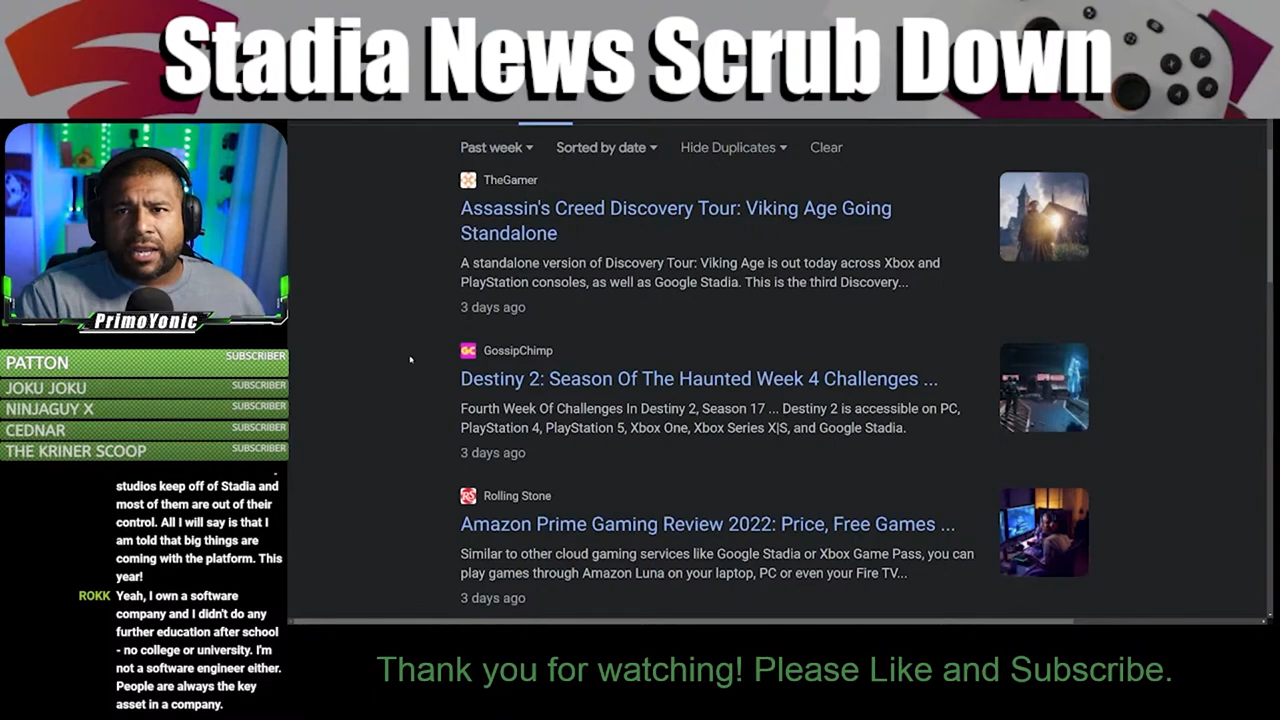 Stadia News Scrub Down
Past week
Sorted by date
Hide Duplicates
Clear
TheGamer
Assassin's Creed Discovery Tour: Viking Age Going
Standalone
A standalone version of Discovery Tour: Viking Age is out today across Xbox and
PlayStation consoles, as well as Google Stadia. This is the third Discovery...
3 days ago
GC GossipChimp
Destiny 2: Season Of The Haunted Week 4 Challenges ...
Fourth Week Of Challenges In Destiny 2, Season 17 ... Destiny 2 is accessible on PC,
PlayStation 4, PlayStation 5, Xbox One, Xbox Series X|S, and Google Stadia.
3 days ago
RS Rolling Stone
Amazon Prime Gaming Review 2022: Price, Free Games ...
Similar to other cloud gaming services like Google Stadia or Xbox Game Pass, you can
play games through Amazon Luna on your laptop, PC or even your Fire TV...
3 days ago
PrimoYonic
PATTON SUBSCRIBER
JOKU JOKU SUBSCRIBER
NINJAGUY X SUBSCRIBER
CEDNAR SUBSCRIBER
THE KRINER SCOOP SUBSCRIBER
studios keep off of Stadia and
most of them are out of their
control. All I will say is that I
am told that big things are
coming with the platform. This
year!
ROKK Yeah, I own a software
company and I didn't do any
further education after school
- no college or university. I'm
not a software engineer either.
People are always the key
asset in a company.
Thank you for watching! Please Like and Subscribe.